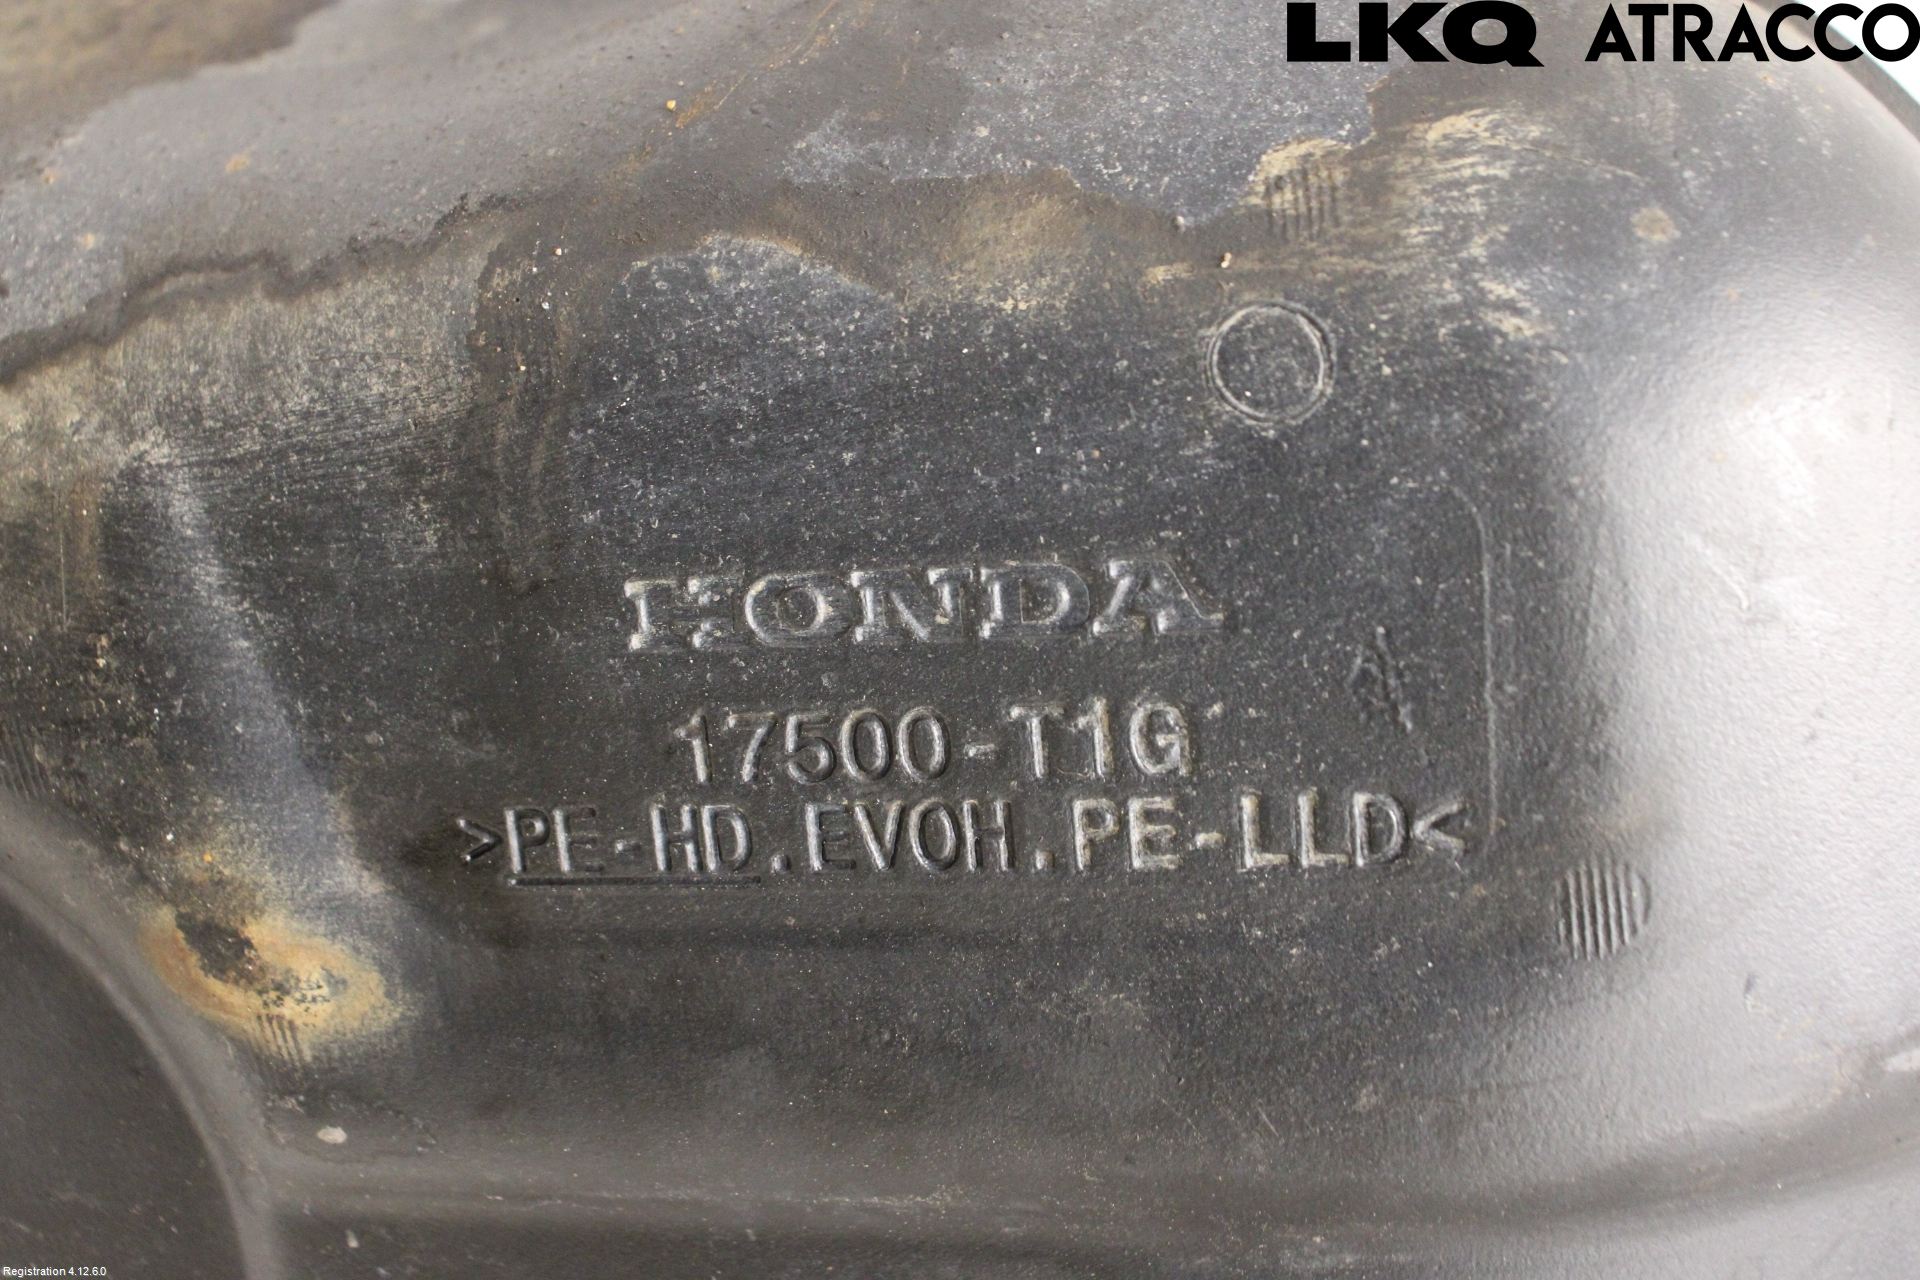 LKQ ATRACCO
HONDA
17500-T1G
>PE-HD.EVOH.PE-LLD<
Registration 4.12.6.0